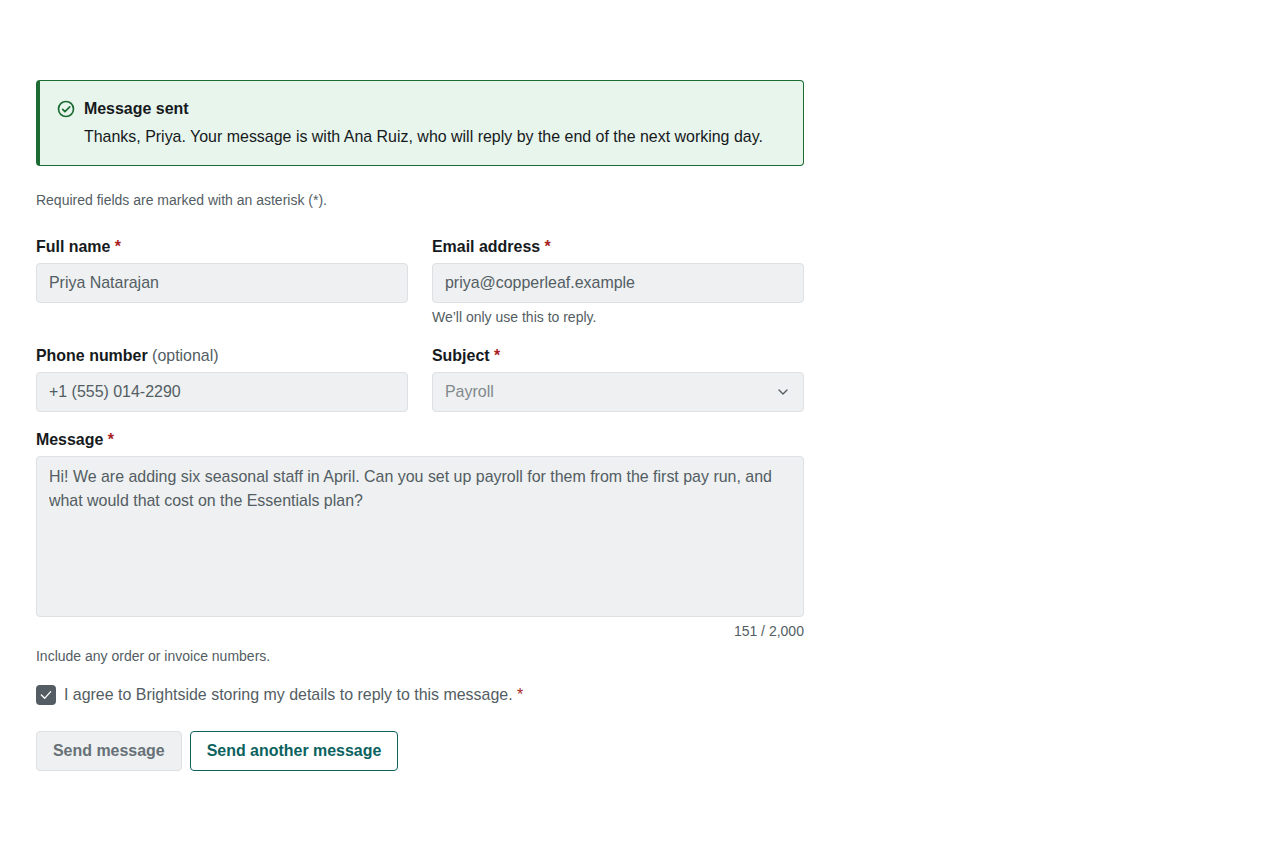 Message sent
Thanks, Priya. Your message is with Ana Ruiz, who will reply by the end of the next working day.
Required fields are marked with an asterisk (*).
Full name *
Priya Natarajan
Email address *
priya@copperleaf.example
We'll only use this to reply.
Phone number (optional)
+1 (555) 014-2290
Subject *
Payroll
Message *
Hi! We are adding six seasonal staff in April. Can you set up payroll for them from the first pay run, and
what would that cost on the Essentials plan?
151 / 2,000
Include any order or invoice numbers.
I agree to Brightside storing my details to reply to this message. *
Send message
Send another message